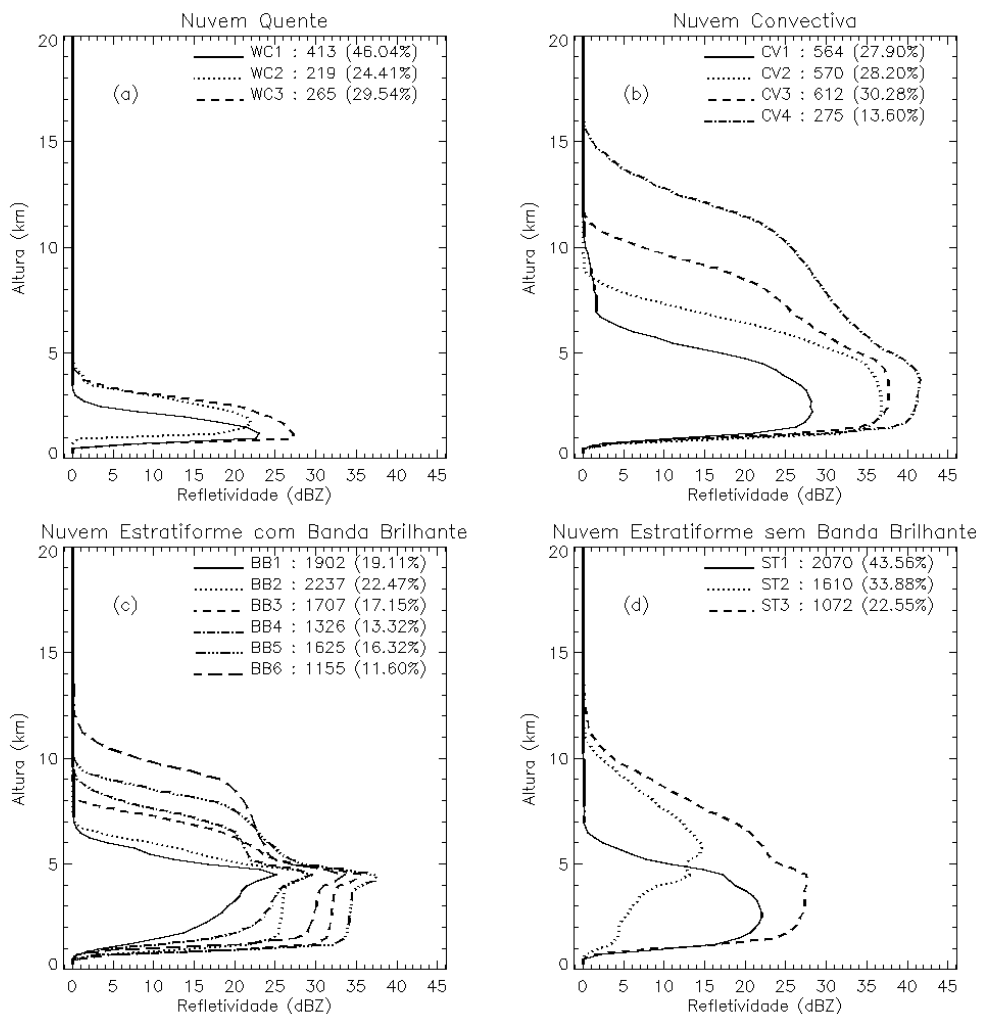 Nuvem Quente
20
15
10
5
0
Altura (km)
(a)
WC1 : 413 (46.04%)
WC2 : 219 (24.41%)
WC3 : 265 (29.54%)
0 5 10 15 20 25 30 35 40 45
Refletividade (dBZ)
Nuvem Convectiva
20
15
10
5
0
Altura (km)
(b)
CV1 : 564 (27.90%)
CV2 : 570 (28.20%)
CV3 : 612 (30.28%)
CV4 : 275 (13.60%)
0 5 10 15 20 25 30 35 40 45
Refletividade (dBZ)
Nuvem Estratiforme com Banda Brilhante
20
15
10
5
0
Altura (km)
(c)
BB1 : 1902 (19.11%)
BB2 : 2237 (22.47%)
BB3 : 1707 (17.15%)
BB4 : 1326 (13.32%)
BB5 : 1625 (16.32%)
BB6 : 1155 (11.60%)
0 5 10 15 20 25 30 35 40 45
Refletividade (dBZ)
Nuvem Estratiforme sem Banda Brilhante
20
15
10
5
0
Altura (km)
(d)
ST1 : 2070 (43.56%)
ST2 : 1610 (33.88%)
ST3 : 1072 (22.55%)
0 5 10 15 20 25 30 35 40 45
Refletividade (dBZ)